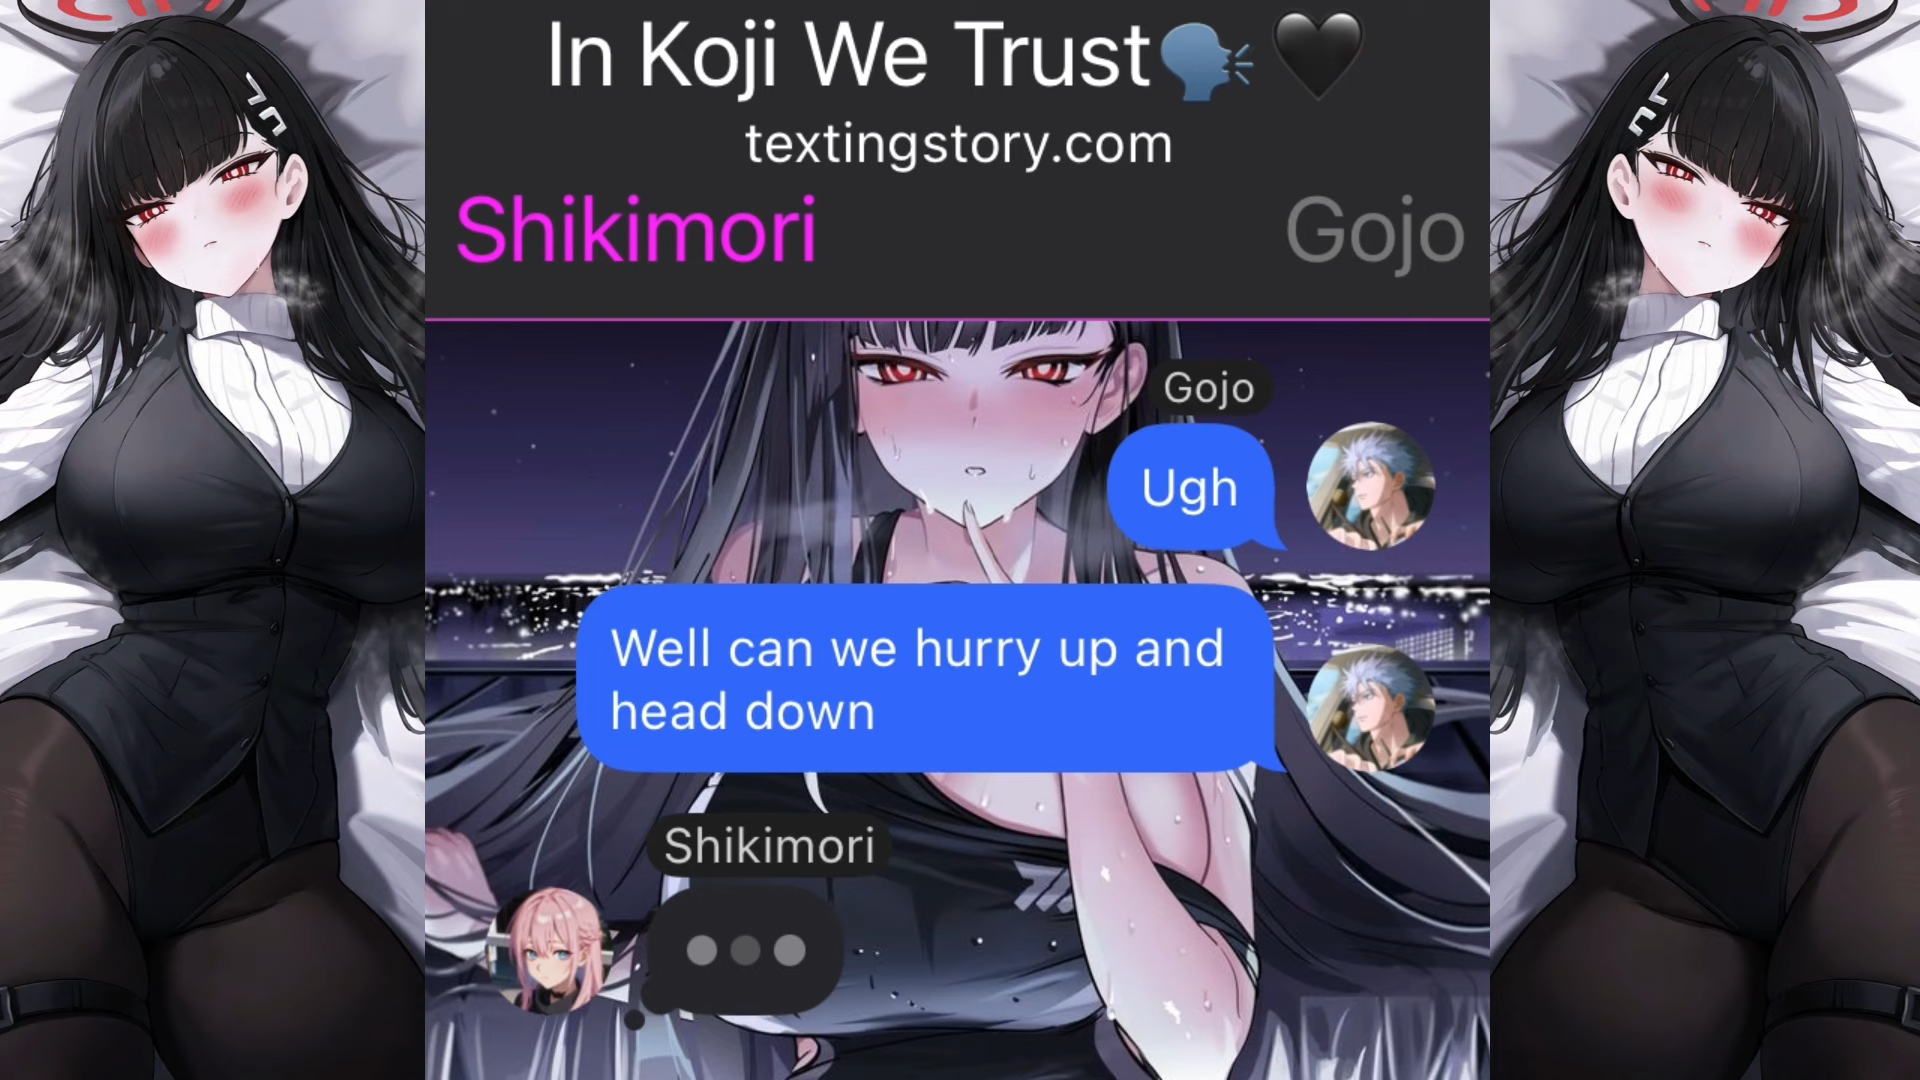 In Koji We Trust🗣️🖤
textingstory.com
Shikimori
Gojo
Gojo
Ugh
Well can we hurry up and
head down
Shikimori